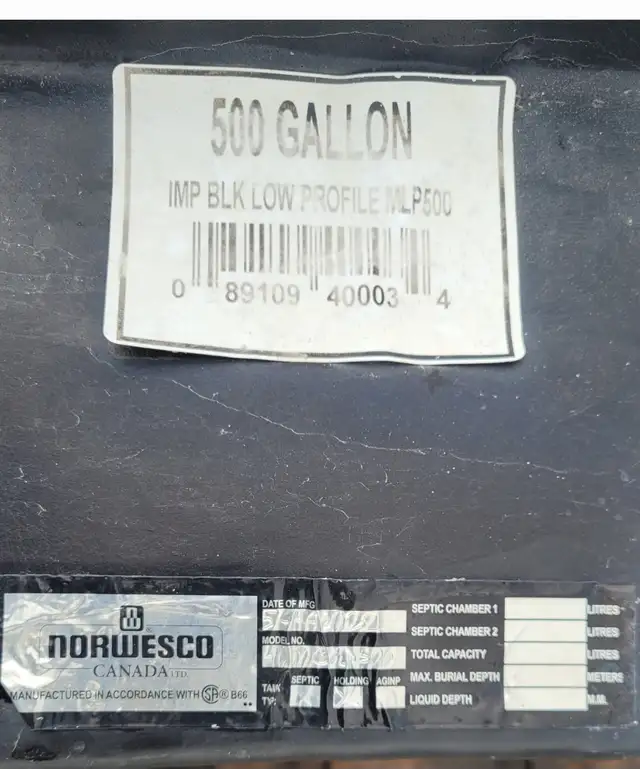 500 GALLON
IMP BLK LOW PROFILE MLP500
0 89109 40003 4
NORWESCO
CANADA LTD.
MANUFACTURED IN ACCORDANCE WITH SA® B66
DATE OF MFG
MODEL NO.
TANK TYPE
SEPTIC HOLDING AGINP
X
SEPTIC CHAMBER 1 LITRES
SEPTIC CHAMBER 2 LITRES
TOTAL CAPACITY LITRES
MAX. BURIAL DEPTH METERS
LIQUID DEPTH M.M.